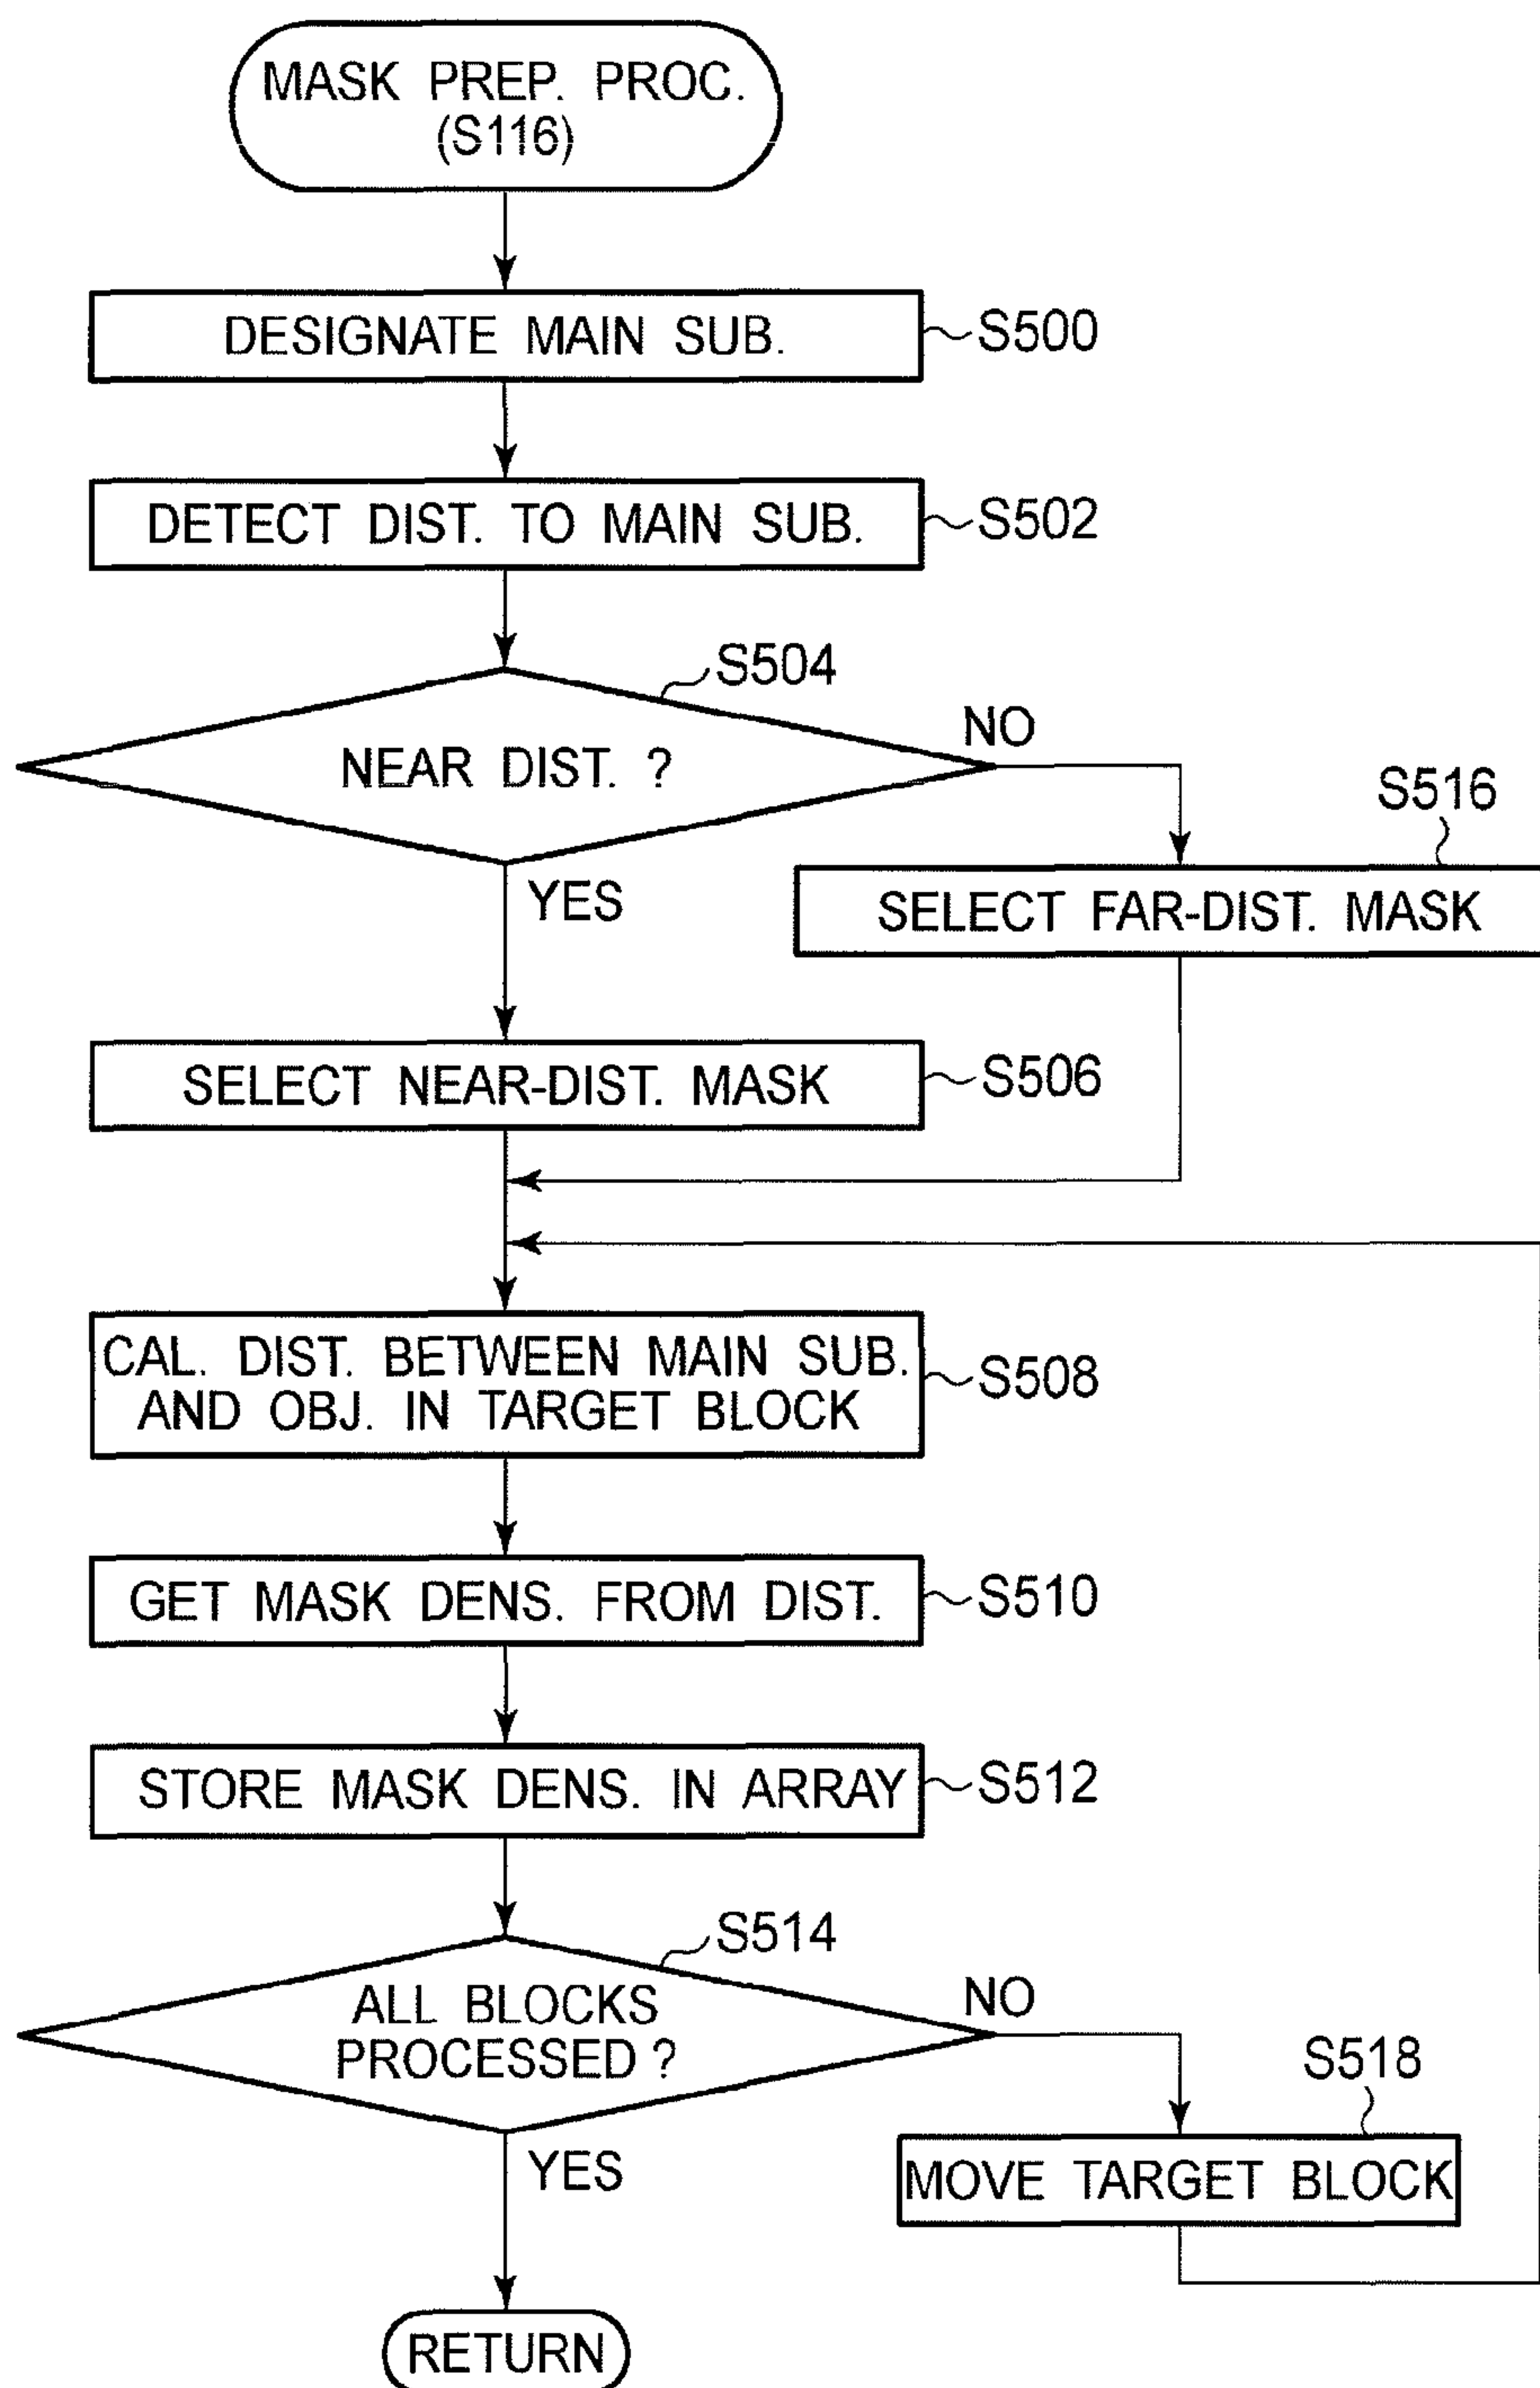 MASK PREP. PROC.
(S116)
DESIGNATE MAIN SUB.
S500
DETECT DIST. TO MAIN SUB.
S502
S504
NEAR DIST. ?
NO
YES
S516
SELECT FAR-DIST. MASK
SELECT NEAR-DIST. MASK
S506
CAL. DIST. BETWEEN MAIN SUB.
AND OBJ. IN TARGET BLOCK
S508
GET MASK DENS. FROM DIST.
S510
STORE MASK DENS. IN ARRAY
S512
S514
ALL BLOCKS
PROCESSED ?
NO
YES
S518
MOVE TARGET BLOCK
RETURN